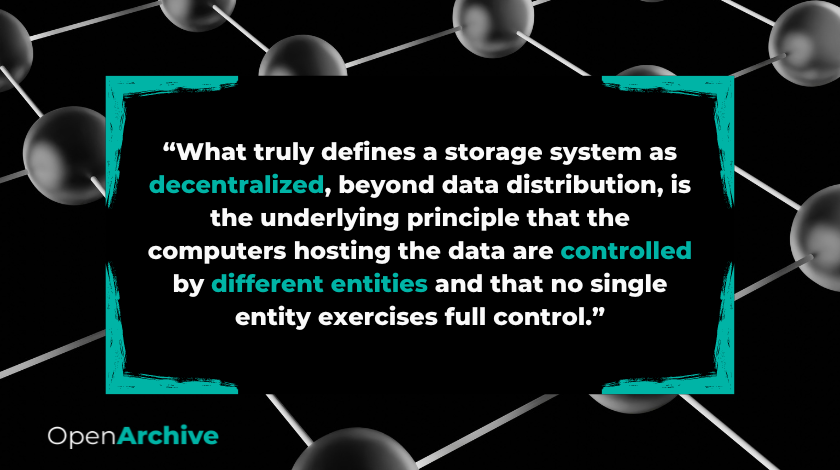 “What truly defines a storage system as
decentralized, beyond data distribution, is
the underlying principle that the
computers hosting the data are controlled
by different entities and that no single
entity exercises full control.”
OpenArchive